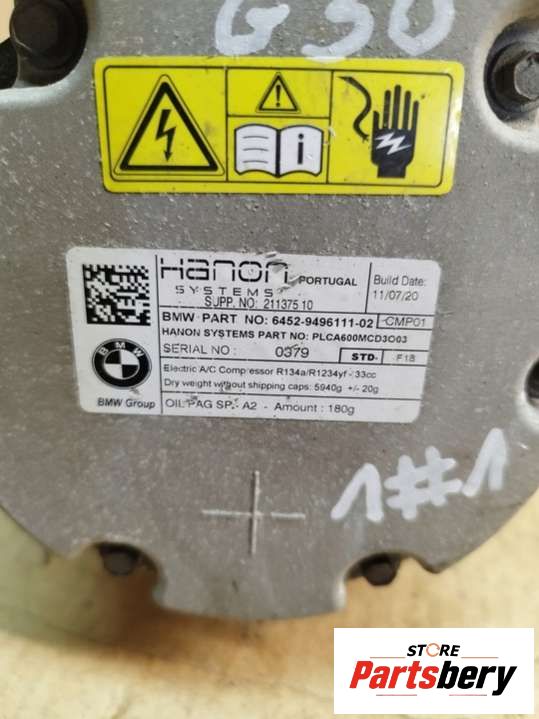 G30
Hanon
SYSTEMS
PORTUGAL
Build Date:
11/07/20
SUPP. NO: 211375 10
BMW PART NO: 6452-9496111-02 CMP01
HANON SYSTEMS PART NO: PLCA600MCD3O03
SERIAL NO: 0379 STD- F18
Electric A/C Compressor R134a/R1234yf - 33cc
Dry weight without shipping caps: 5940g +/- 20g
BMW Group
OIL:PAG SP.- A2 - Amount : 180g
1#1
STORE
Partsbery